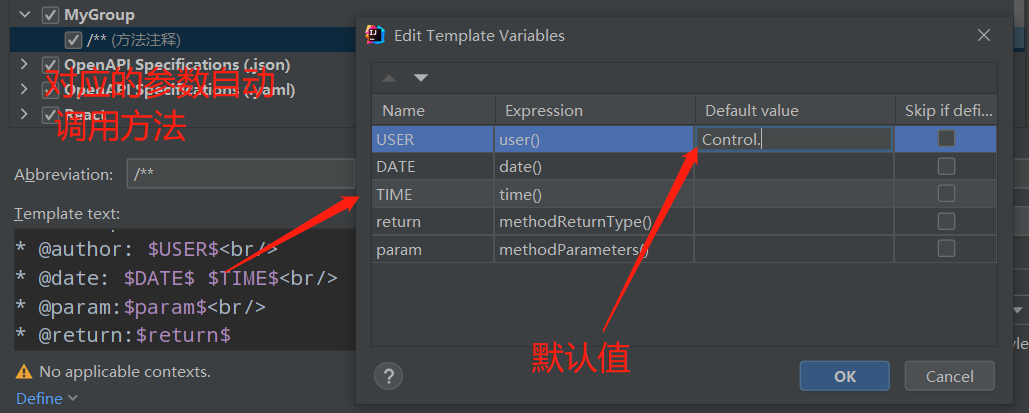 MyGroup
/** (方法注释)
OpenAPI Specifications (.json)
OpenAPI Specifications (.yaml)
React
对应的参数自动
调用方法
Abbreviation:
/**
Template text:
* @author: $USER$<br/>
* @date: $DATE$ $TIME$<br/>
* @param:$param$<br/>
* @return:$return$
No applicable contexts.
Define
Edit Template Variables
Name Expression Default value Skip if defi...
USER user() Control.
DATE date()
TIME time()
return methodReturnType()
param methodParameters()
默认值
?
OK
Cancel